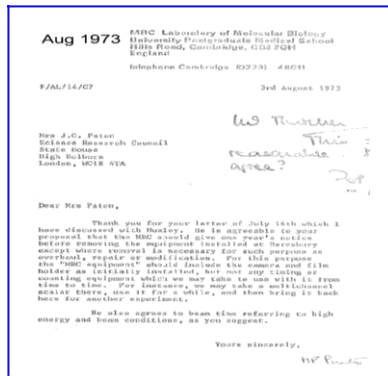 Aug 1973
MRC Laboratory of Molecular Biology
University Postgraduate Medical School
Hills Road, Cambridge, CB2 2QH
England
telephone Cambridge (0223) 48011
3rd August 1973
Mrs J.C. Paton
Science Research Council
State House
High Holborn
London, WC1R 4TA
This
reasonable
agree?
Dear Mrs Paton,
Thank you for your letter of July 16th which I
have discussed with Huxley. He is agreeable to your
proposal that the MRC should give one year's notice
before removing the equipment installed at Daresbury
except where removal is necessary for such purpose as
overhaul, repair or modification. For this purpose
the "MRC equipment" should include the camera and film
holder as initially installed, but not any timing or
counting equipment which we may take to use with it from
time to time. For instance, we may take a multichannel
scalar there, use it for a while, and then bring it back
here for another experiment.
He also agrees to beam time referring to high
energy and beam conditions, as you suggest.
Yours sincerely,